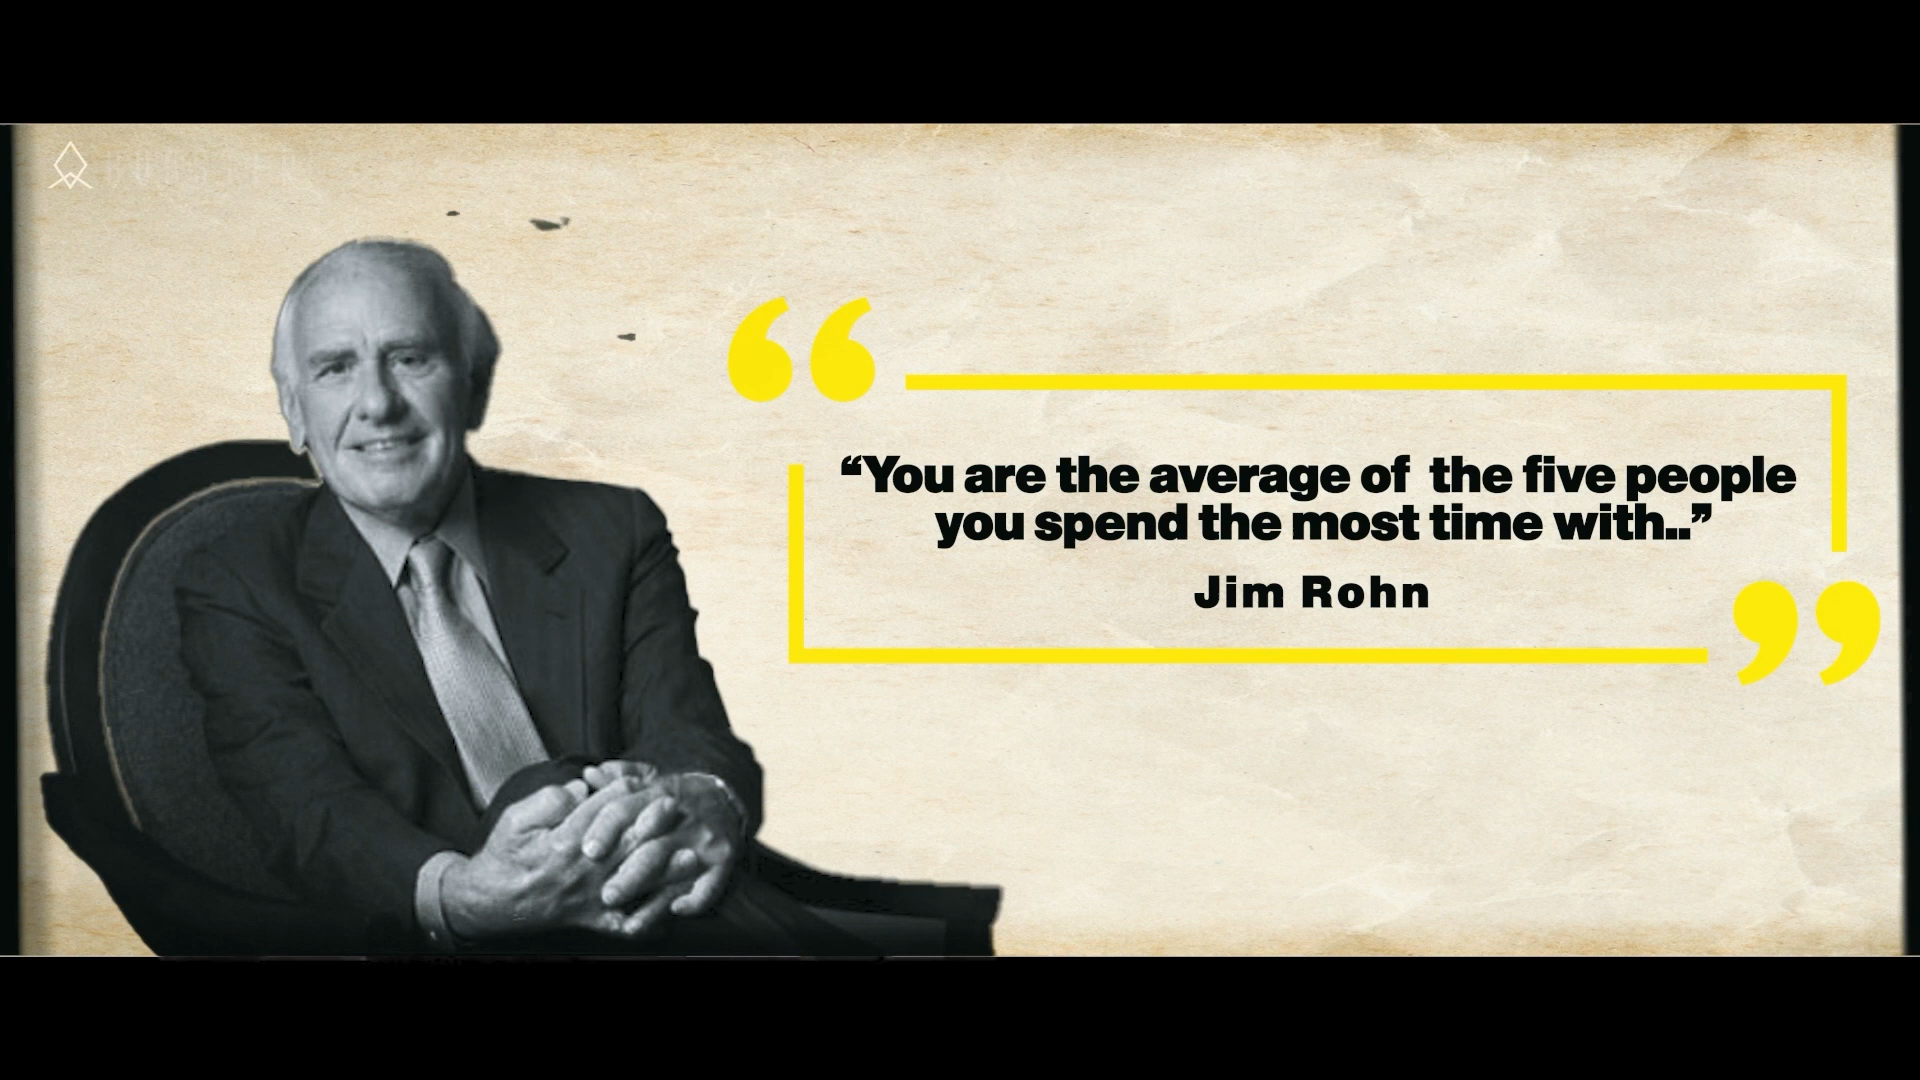 “You are the average of the five people
you spend the most time with..”
Jim Rohn